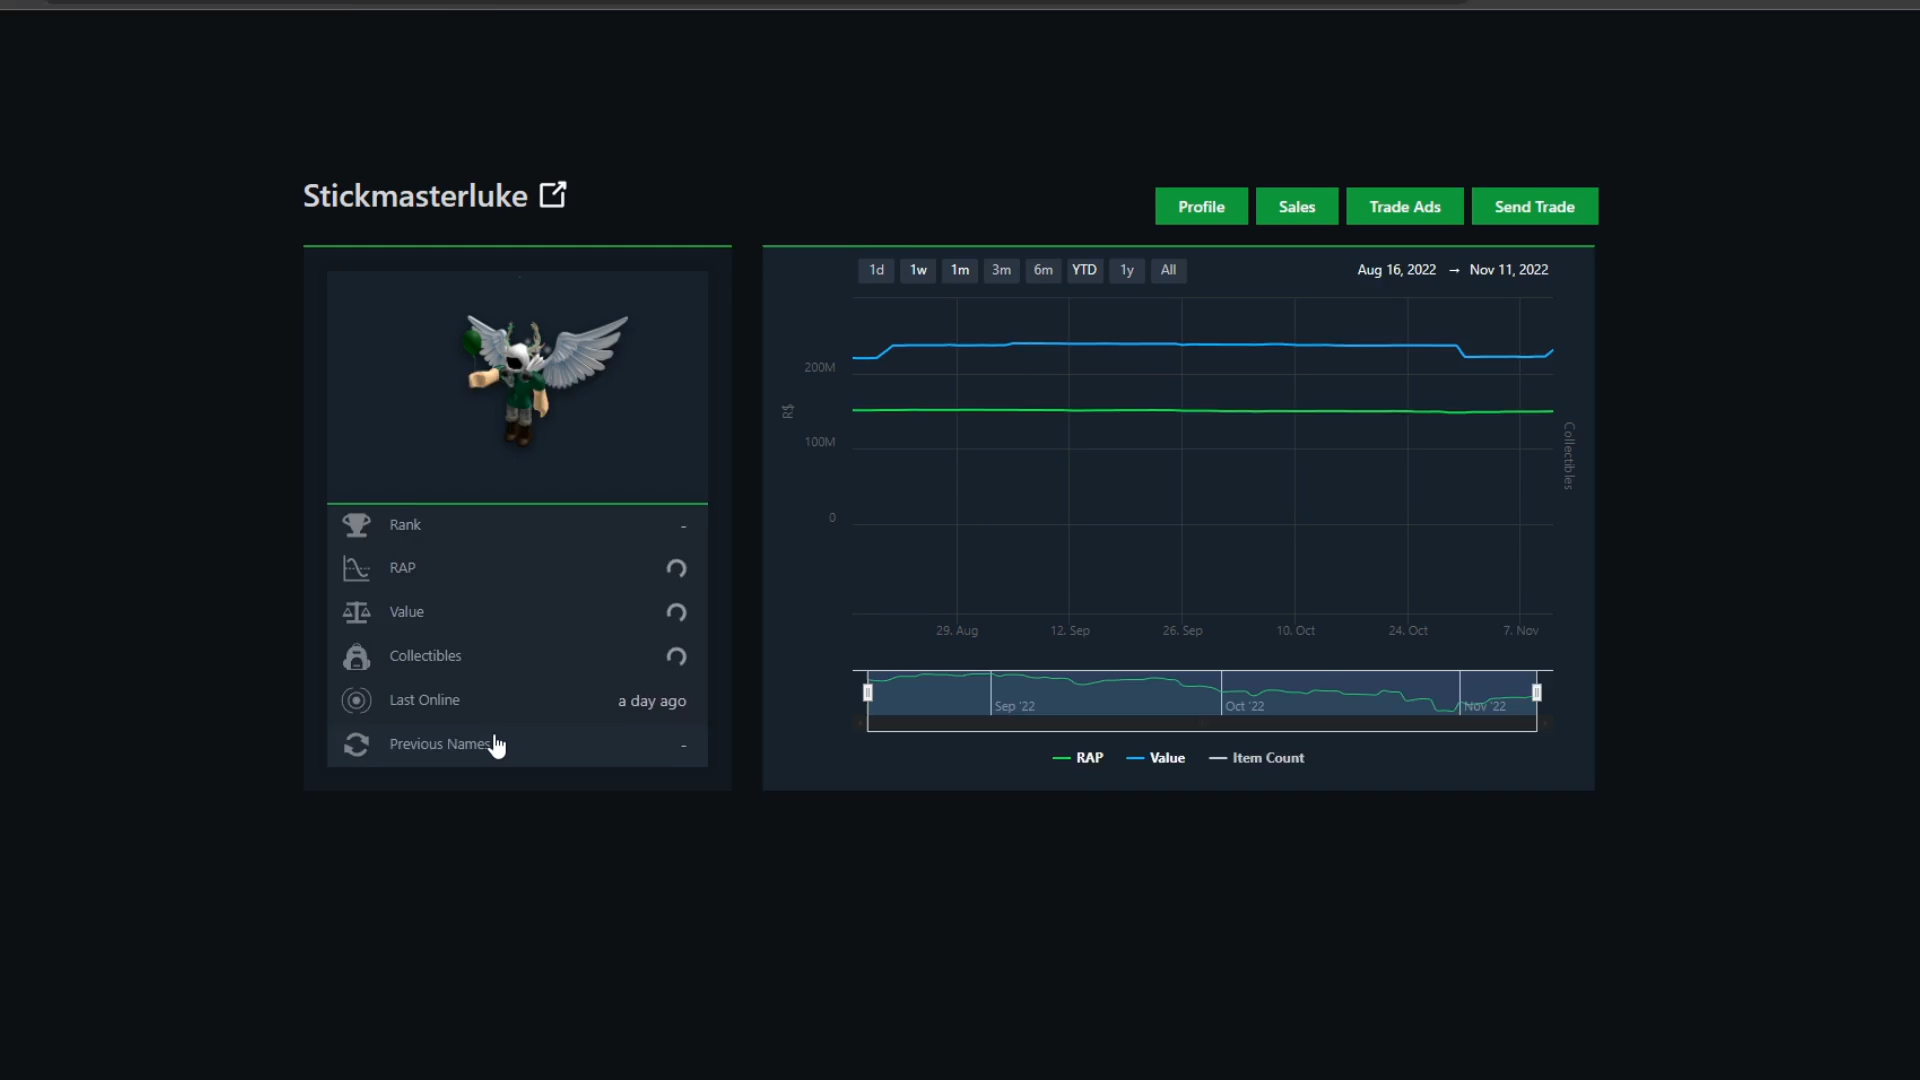 Stickmasterluke
Profile
Sales
Trade Ads
Send Trade
1d 1w 1m 3m 6m YTD 1y All
Aug 16, 2022 → Nov 11, 2022
200M
R$
100M
0
Collectibles
29. Aug 12. Sep 26. Sep 10. Oct 24. Oct 7. Nov
Sep '22 Oct '22 Nov '22
RAP Value Item Count
Rank -
RAP
Value
Collectibles
Last Online a day ago
Previous Names -